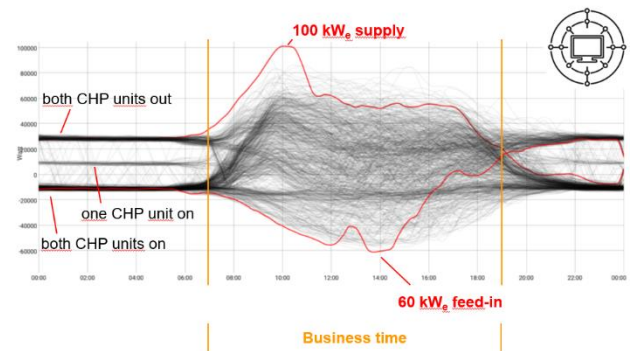 100 kWe supply
100000
80000
both CHP units out
60000
40000
20000
Watt
0
one CHP unit on
-20000
both CHP units on
-40000
-60000
00:00 02:00 04:00 06:00 08:00 10:00 12:00 14:00 16:00 18:00 20:00 22:00 00:00
60 kWe feed-in
Business time